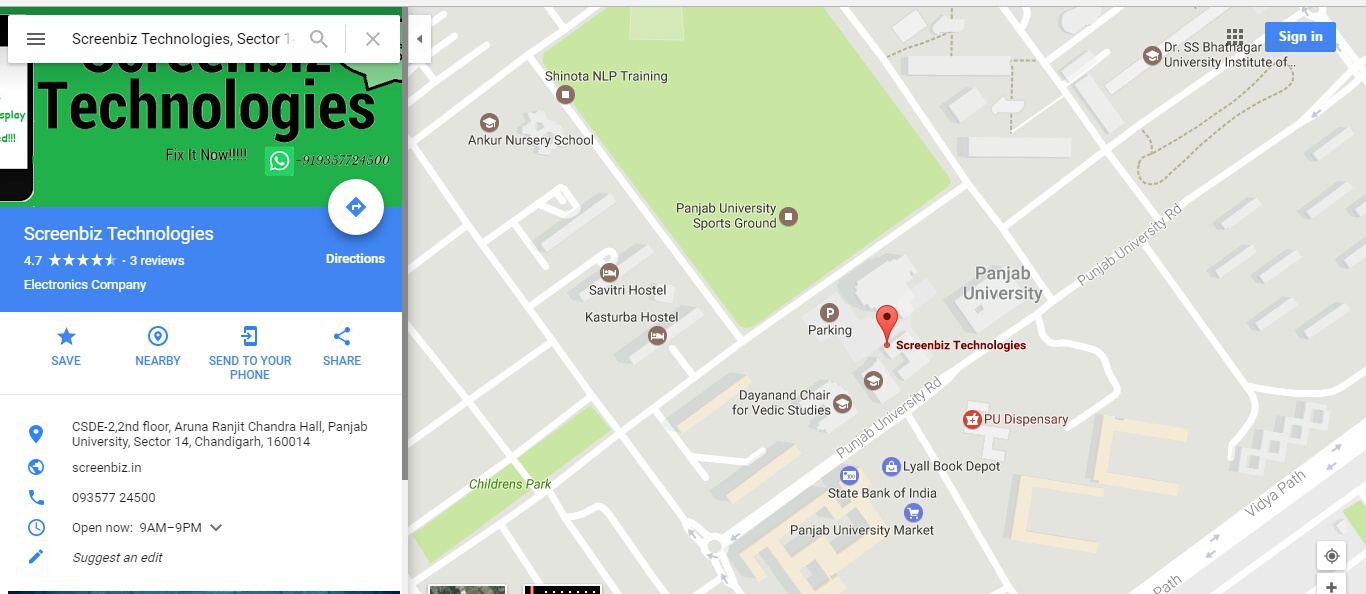 Screenbiz Technologies, Sector 14
Technologies
Fix It Now!!!!!
-919357724500
Screenbiz Technologies
4.7 ★★★★⯨ · 3 reviews
Electronics Company
Directions
SAVE
NEARBY
SEND TO YOUR
PHONE
SHARE
CSDE-2,2nd floor, Aruna Ranjit Chandra Hall, Panjab
University, Sector 14, Chandigarh, 160014
screenbiz.in
093577 24500
Open now: 9AM–9PM
Suggest an edit
Sign in
Dr. SS Bhatnagar
University Institute of...
Shinota NLP Training
Ankur Nursery School
Panjab University
Sports Ground
Savitri Hostel
Kasturba Hostel
P
Parking
Panjab
University
Punjab University Rd
Screenbiz Technologies
Dayanand Chair
for Vedic Studies
Punjab University Rd
PU Dispensary
Lyall Book Depot
State Bank of India
Panjab University Market
Childrens Park
Vidya Path
Path